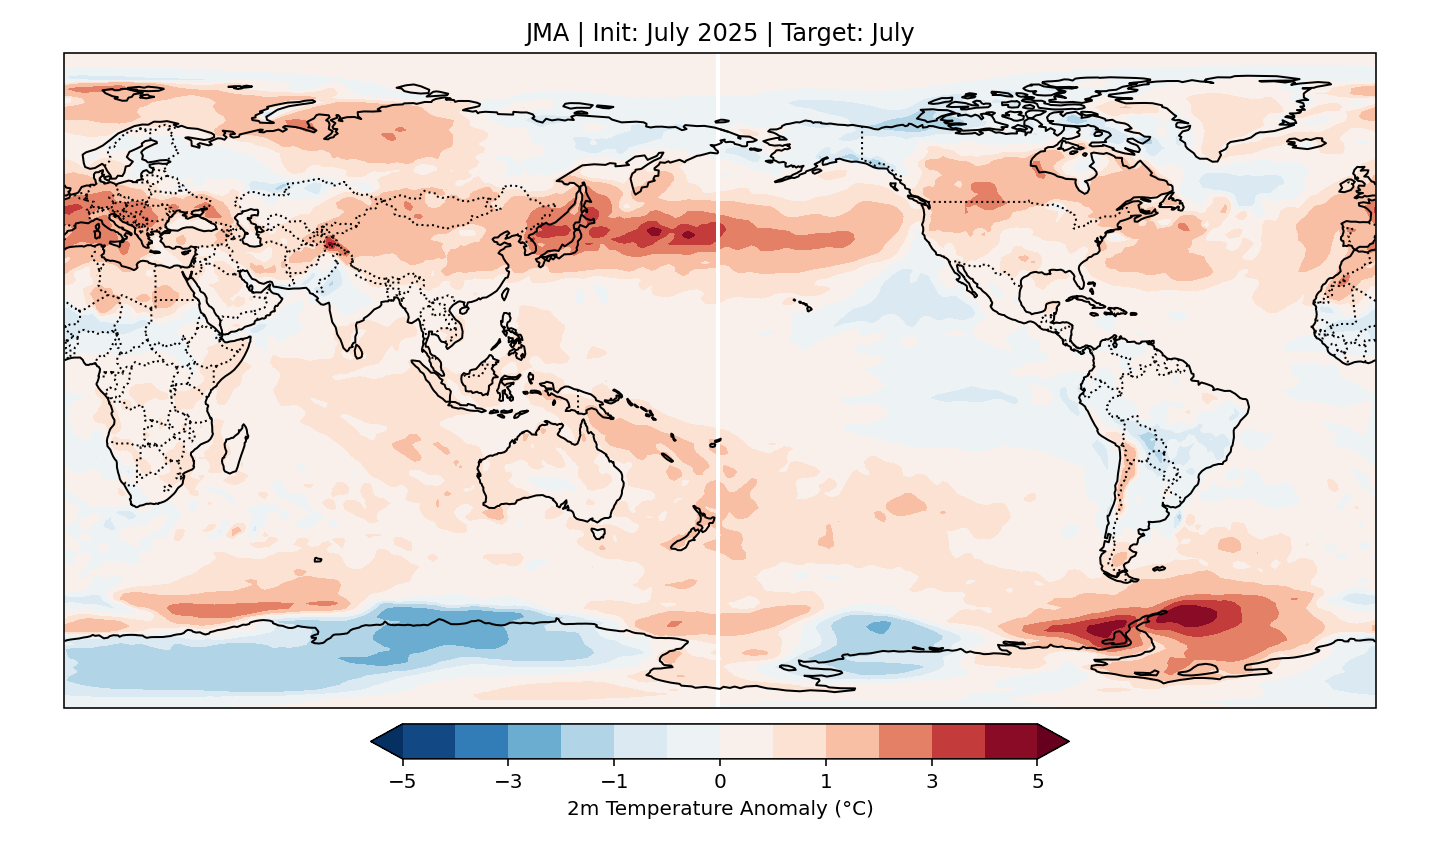 JMA | Init: July 2025 | Target: July
−5 −3 −1 0 1 3 5
2m Temperature Anomaly (°C)